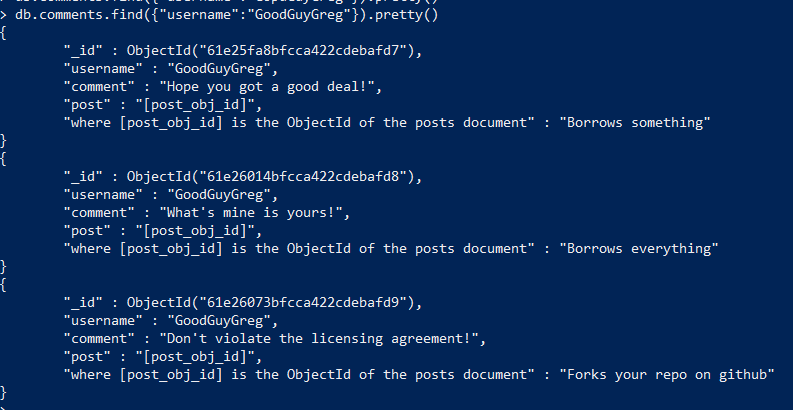 > db.comments.find({"username":"GoodGuyGreg"}).pretty()
{
"_id" : ObjectId("61e25fa8bfcca422cdebafd7"),
"username" : "GoodGuyGreg",
"comment" : "Hope you got a good deal!",
"post" : "[post_obj_id]",
"where [post_obj_id] is the ObjectId of the posts document" : "Borrows something"
}
{
"_id" : ObjectId("61e26014bfcca422cdebafd8"),
"username" : "GoodGuyGreg",
"comment" : "What's mine is yours!",
"post" : "[post_obj_id]",
"where [post_obj_id] is the ObjectId of the posts document" : "Borrows everything"
}
{
"_id" : ObjectId("61e26073bfcca422cdebafd9"),
"username" : "GoodGuyGreg",
"comment" : "Don't violate the licensing agreement!",
"post" : "[post_obj_id]",
"where [post_obj_id] is the ObjectId of the posts document" : "Forks your repo on github"
}